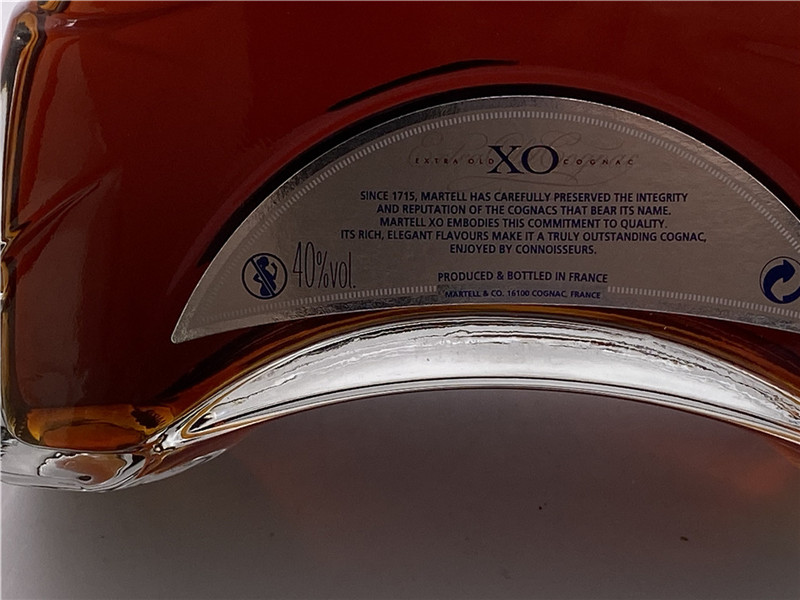 EXTRA OLD XO COGNAC
SINCE 1715, MARTELL HAS CAREFULLY PRESERVED THE INTEGRITY
AND REPUTATION OF THE COGNACS THAT BEAR ITS NAME.
MARTELL XO EMBODIES THIS COMMITMENT TO QUALITY.
ITS RICH, ELEGANT FLAVOURS MAKE IT A TRULY OUTSTANDING COGNAC,
ENJOYED BY CONNOISSEURS.
40%vol.
PRODUCED & BOTTLED IN FRANCE
MARTELL & CO. 16100 COGNAC, FRANCE